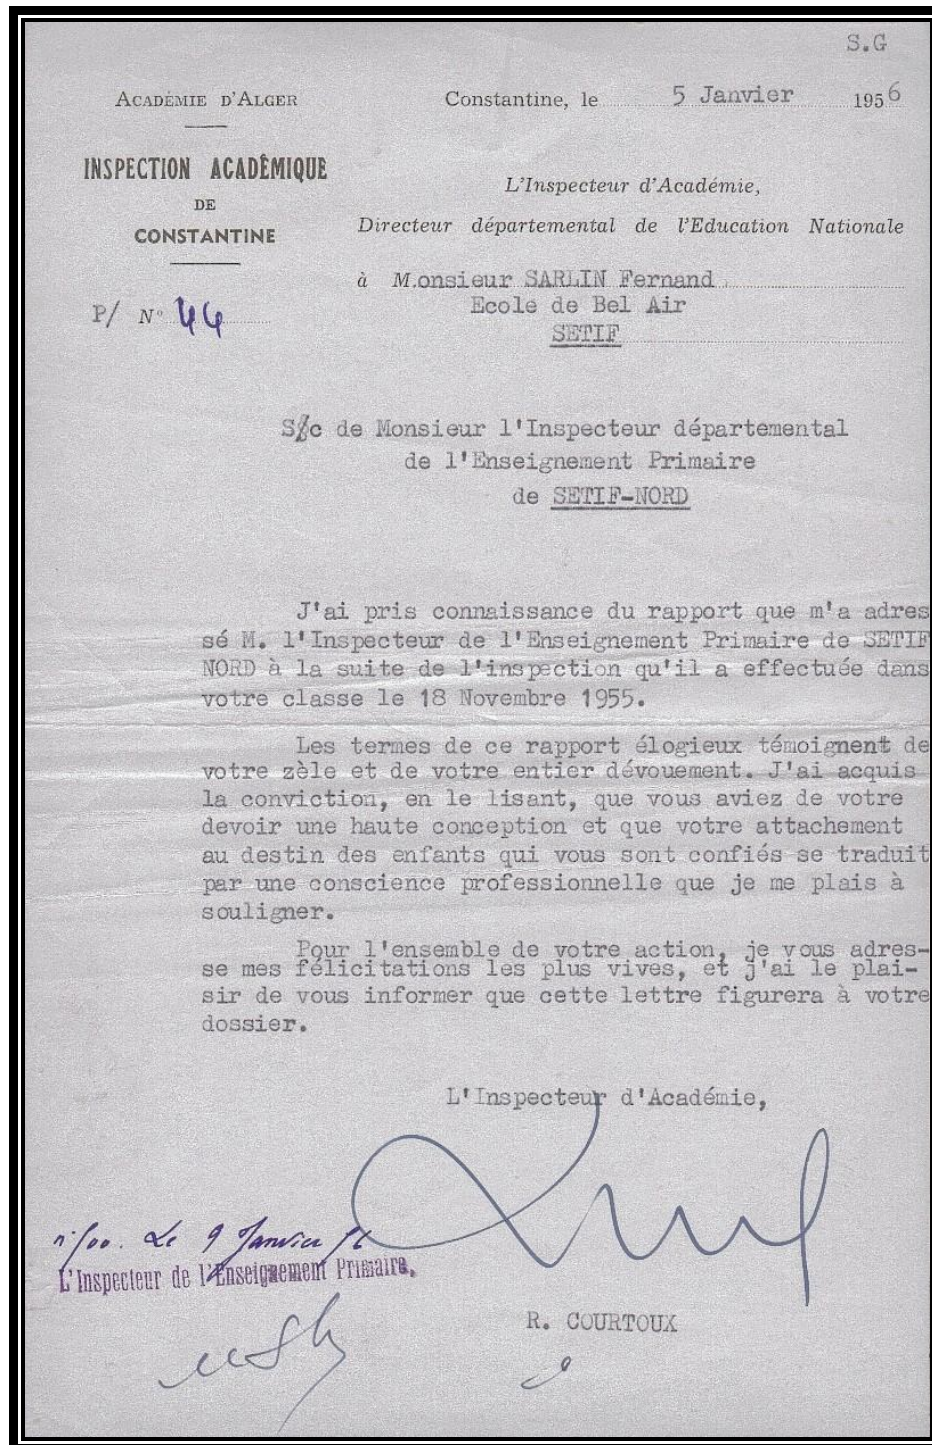 S.G
ACADÉMIE D'ALGER
Constantine, le 5 Janvier 1956
INSPECTION ACADÉMIQUE
DE
CONSTANTINE
L'Inspecteur d'Académie,
Directeur départemental de l'Education Nationale
à M.onsieur SARLIN Fernand
Ecole de Bel Air
SETIF
P/ N° 44
S/c de Monsieur l'Inspecteur départemental
de l'Enseignement Primaire
de SETIF-NORD
J'ai pris connaissance du rapport que m'a adres
sé M. l'Inspecteur de l'Enseignement Primaire de SETIF
NORD à la suite de l'inspection qu'il a effectuée dans
votre classe le 18 Novembre 1955.
Les termes de ce rapport élogieux témoignent de
votre zèle et de votre entier dévouement. J'ai acquis
la conviction, en le lisant, que vous aviez de votre
devoir une haute conception et que votre attachement
au destin des enfants qui vous sont confiés se traduit
par une conscience professionnelle que je me plais à
souligner.
Pour l'ensemble de votre action, je vous adres-
se mes félicitations les plus vives, et j'ai le plai-
sir de vous informer que cette lettre figurera à votre
dossier.
L'Inspecteur d'Académie,
Le 9 Janvier 56
L'Inspecteur de l'Enseignement Primaire.
R. COURTOUX